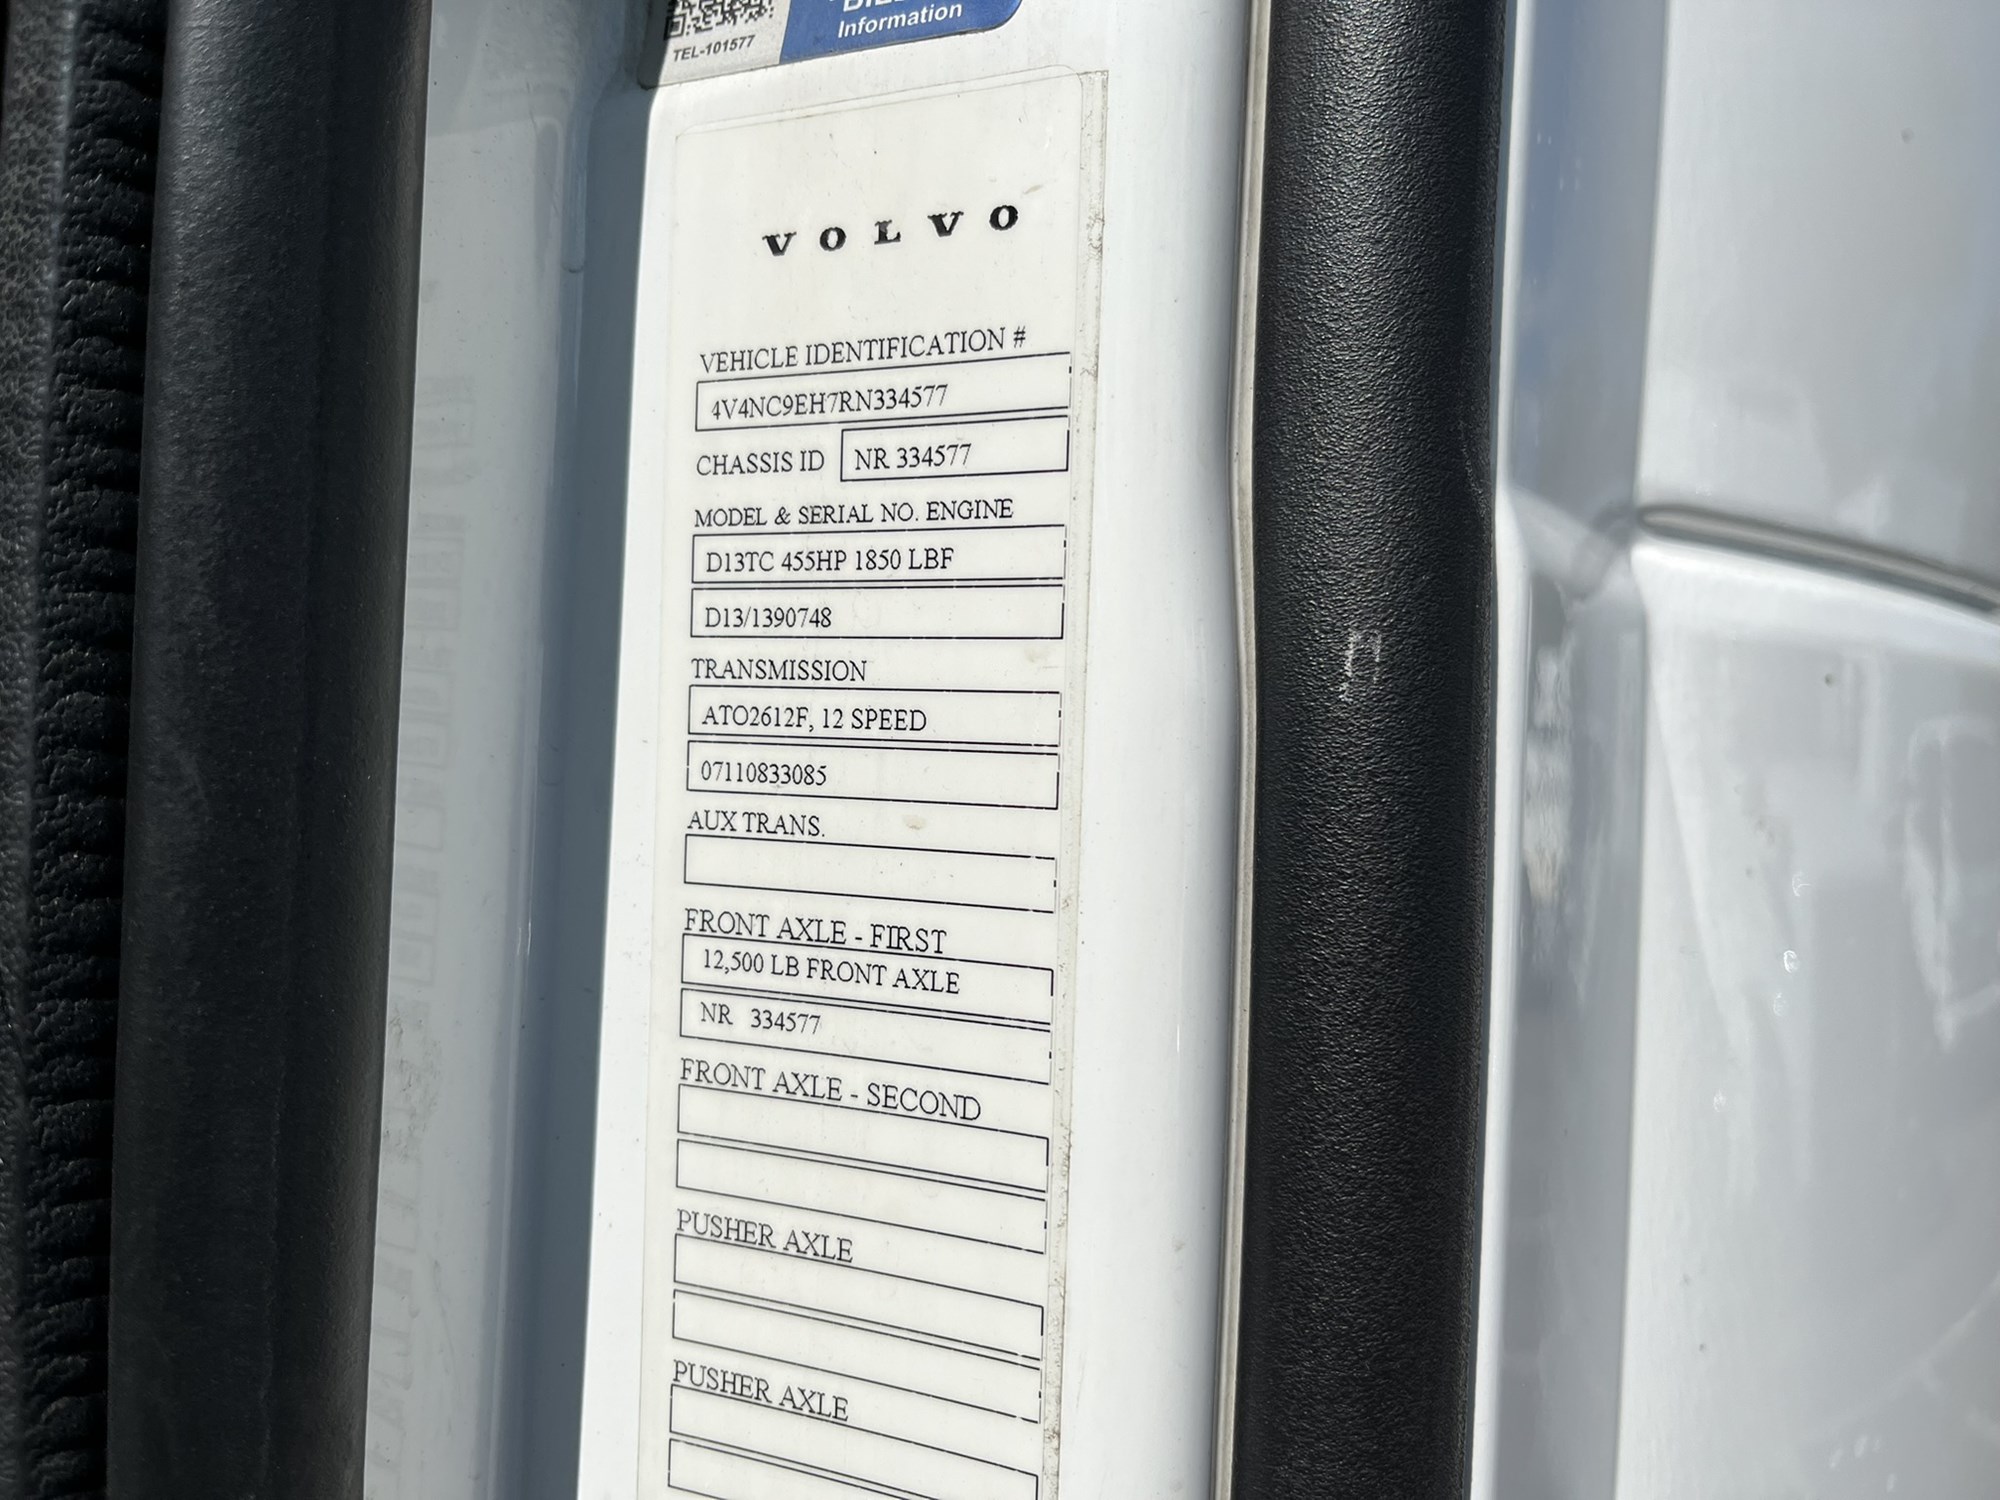 Information
TEL-101577
VOLVO
VEHICLE IDENTIFICATION #
4V4NC9EH7RN334577
CHASSIS ID NR 334577
MODEL & SERIAL NO. ENGINE
D13TC 455HP 1850 LBF
D13/1390748
TRANSMISSION
ATO2612F, 12 SPEED
07110833085
AUX TRANS.
FRONT AXLE - FIRST
12,500 LB FRONT AXLE
NR 334577
FRONT AXLE - SECOND
PUSHER AXLE
PUSHER AXLE